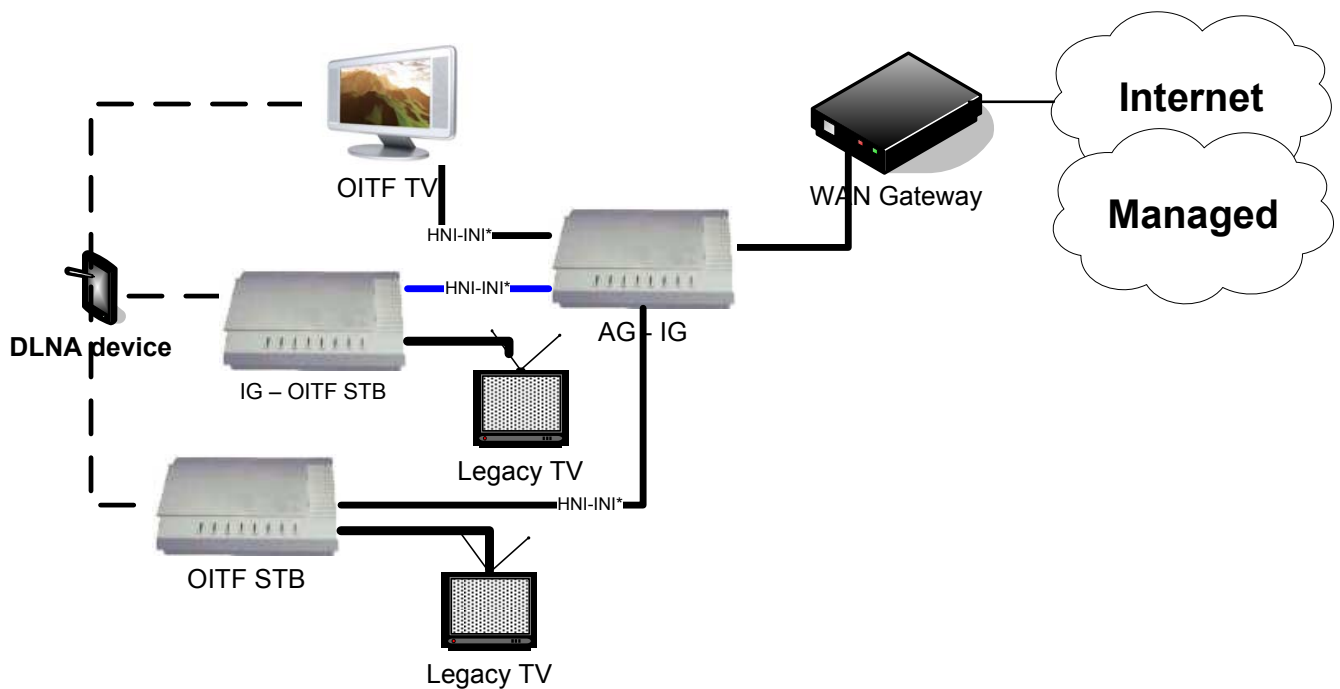 Internet
Managed
WAN Gateway
OITF TV
HNI-INI*
HNI-INI*
AG - IG
DLNA device
IG – OITF STB
Legacy TV
HNI-INI*
OITF STB
Legacy TV